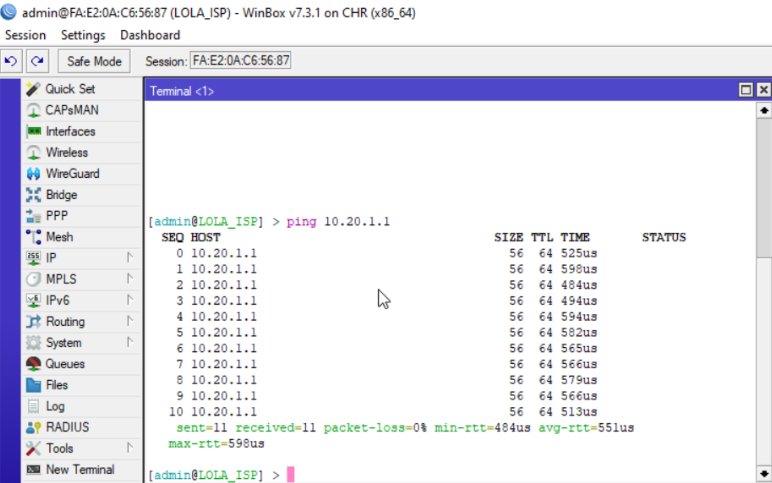 admin@FA:E2:0A:C6:56:87 (LOLA_ISP) - WinBox v7.3.1 on CHR (x86_64)
Session Settings Dashboard
Safe Mode Session: FA:E2:0A:C6:56:87
Quick Set
CAPsMAN
Interfaces
Wireless
WireGuard
Bridge
PPP
Mesh
IP
MPLS
IPv6
Routing
System
Queues
Files
Log
RADIUS
Tools
New Terminal
Terminal <1>
[admin@LOLA_ISP] > ping 10.20.1.1
SEQ HOST SIZE TTL TIME STATUS
0 10.20.1.1 56 64 525us
1 10.20.1.1 56 64 598us
2 10.20.1.1 56 64 484us
3 10.20.1.1 56 64 494us
4 10.20.1.1 56 64 594us
5 10.20.1.1 56 64 582us
6 10.20.1.1 56 64 565us
7 10.20.1.1 56 64 566us
8 10.20.1.1 56 64 579us
9 10.20.1.1 56 64 566us
10 10.20.1.1 56 64 513us
sent=11 received=11 packet-loss=0% min-rtt=484us avg-rtt=551us
max-rtt=598us
[admin@LOLA_ISP] >